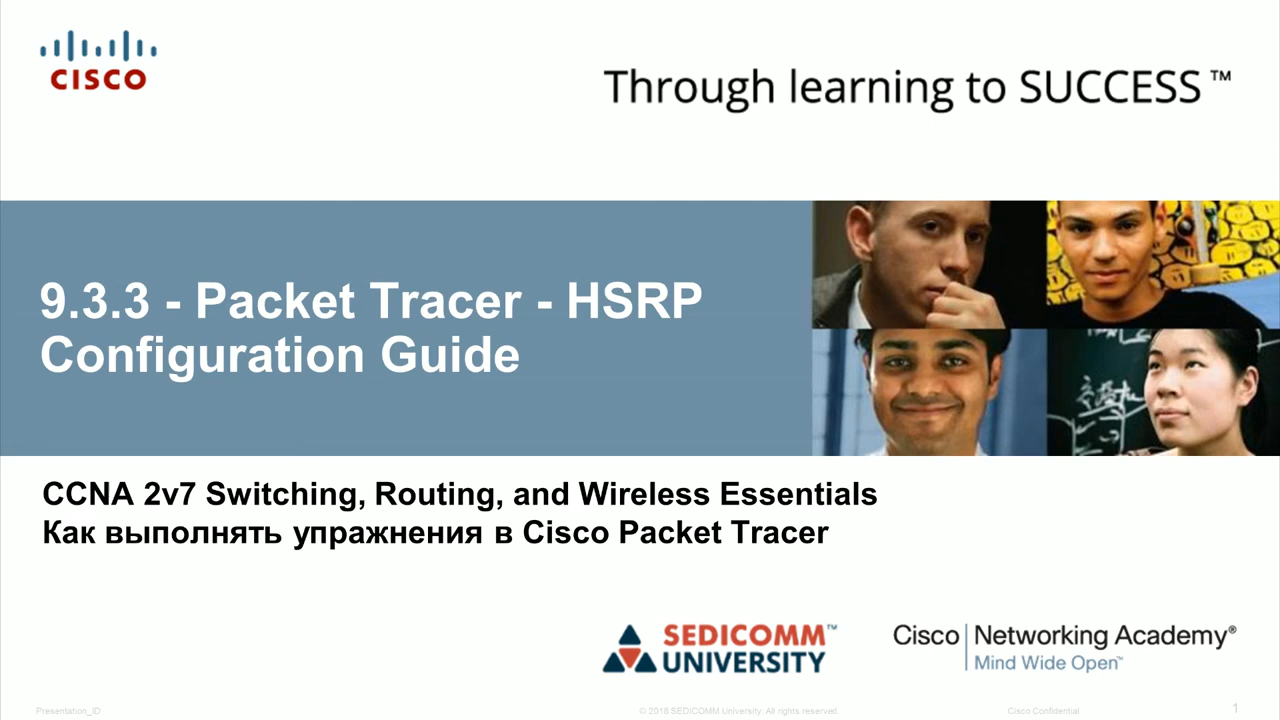 CISCO
Through learning to SUCCESS™
9.3.3 - Packet Tracer - HSRP
Configuration Guide
CCNA 2v7 Switching, Routing, and Wireless Essentials
Как выполнять упражнения в Cisco Packet Tracer
SEDICOMM™
UNIVERSITY
Cisco Networking Academy®
Mind Wide Open™
Presentation_ID
© 2018 SEDICOMM University. All rights reserved.
Cisco Confidential
1